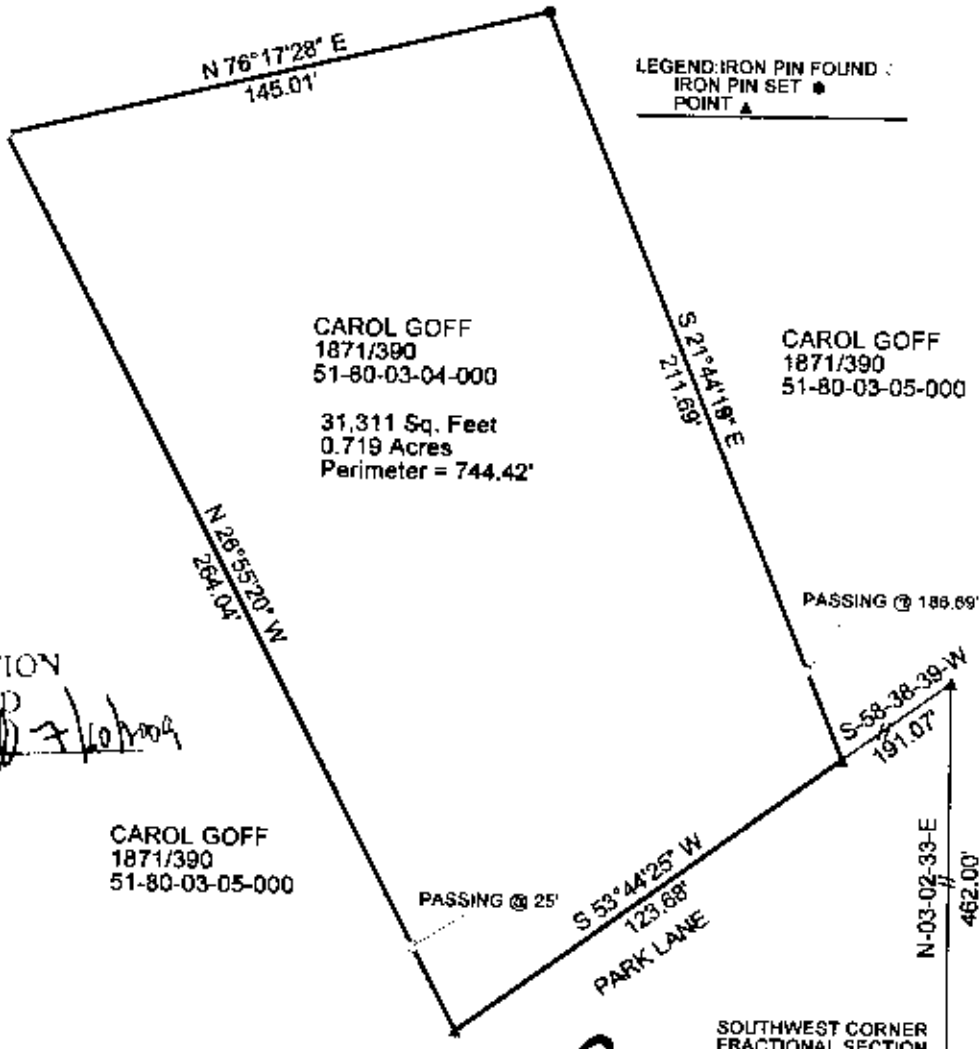 N 76°17'28" E
145.01'
LEGEND:IRON PIN FOUND
IRON PIN SET
POINT
CAROL GOFF
1871/390
51-80-03-04-000
31,311 Sq. Feet
0.719 Acres
Perimeter = 744.42'
S 21°44'19" E
211.69'
CAROL GOFF
1871/390
51-80-03-05-000
N 26°55'20" W
264.04'
PASSING @ 186.69'
S-58-38-39-W
191.07'
CAROL GOFF
1871/390
51-80-03-05-000
PASSING @ 25'
S 53°44'25" W
123.68'
PARK LANE
N-03-02-33-E
462.00'
SOUTHWEST CORNER
FRACTIONAL SECTION